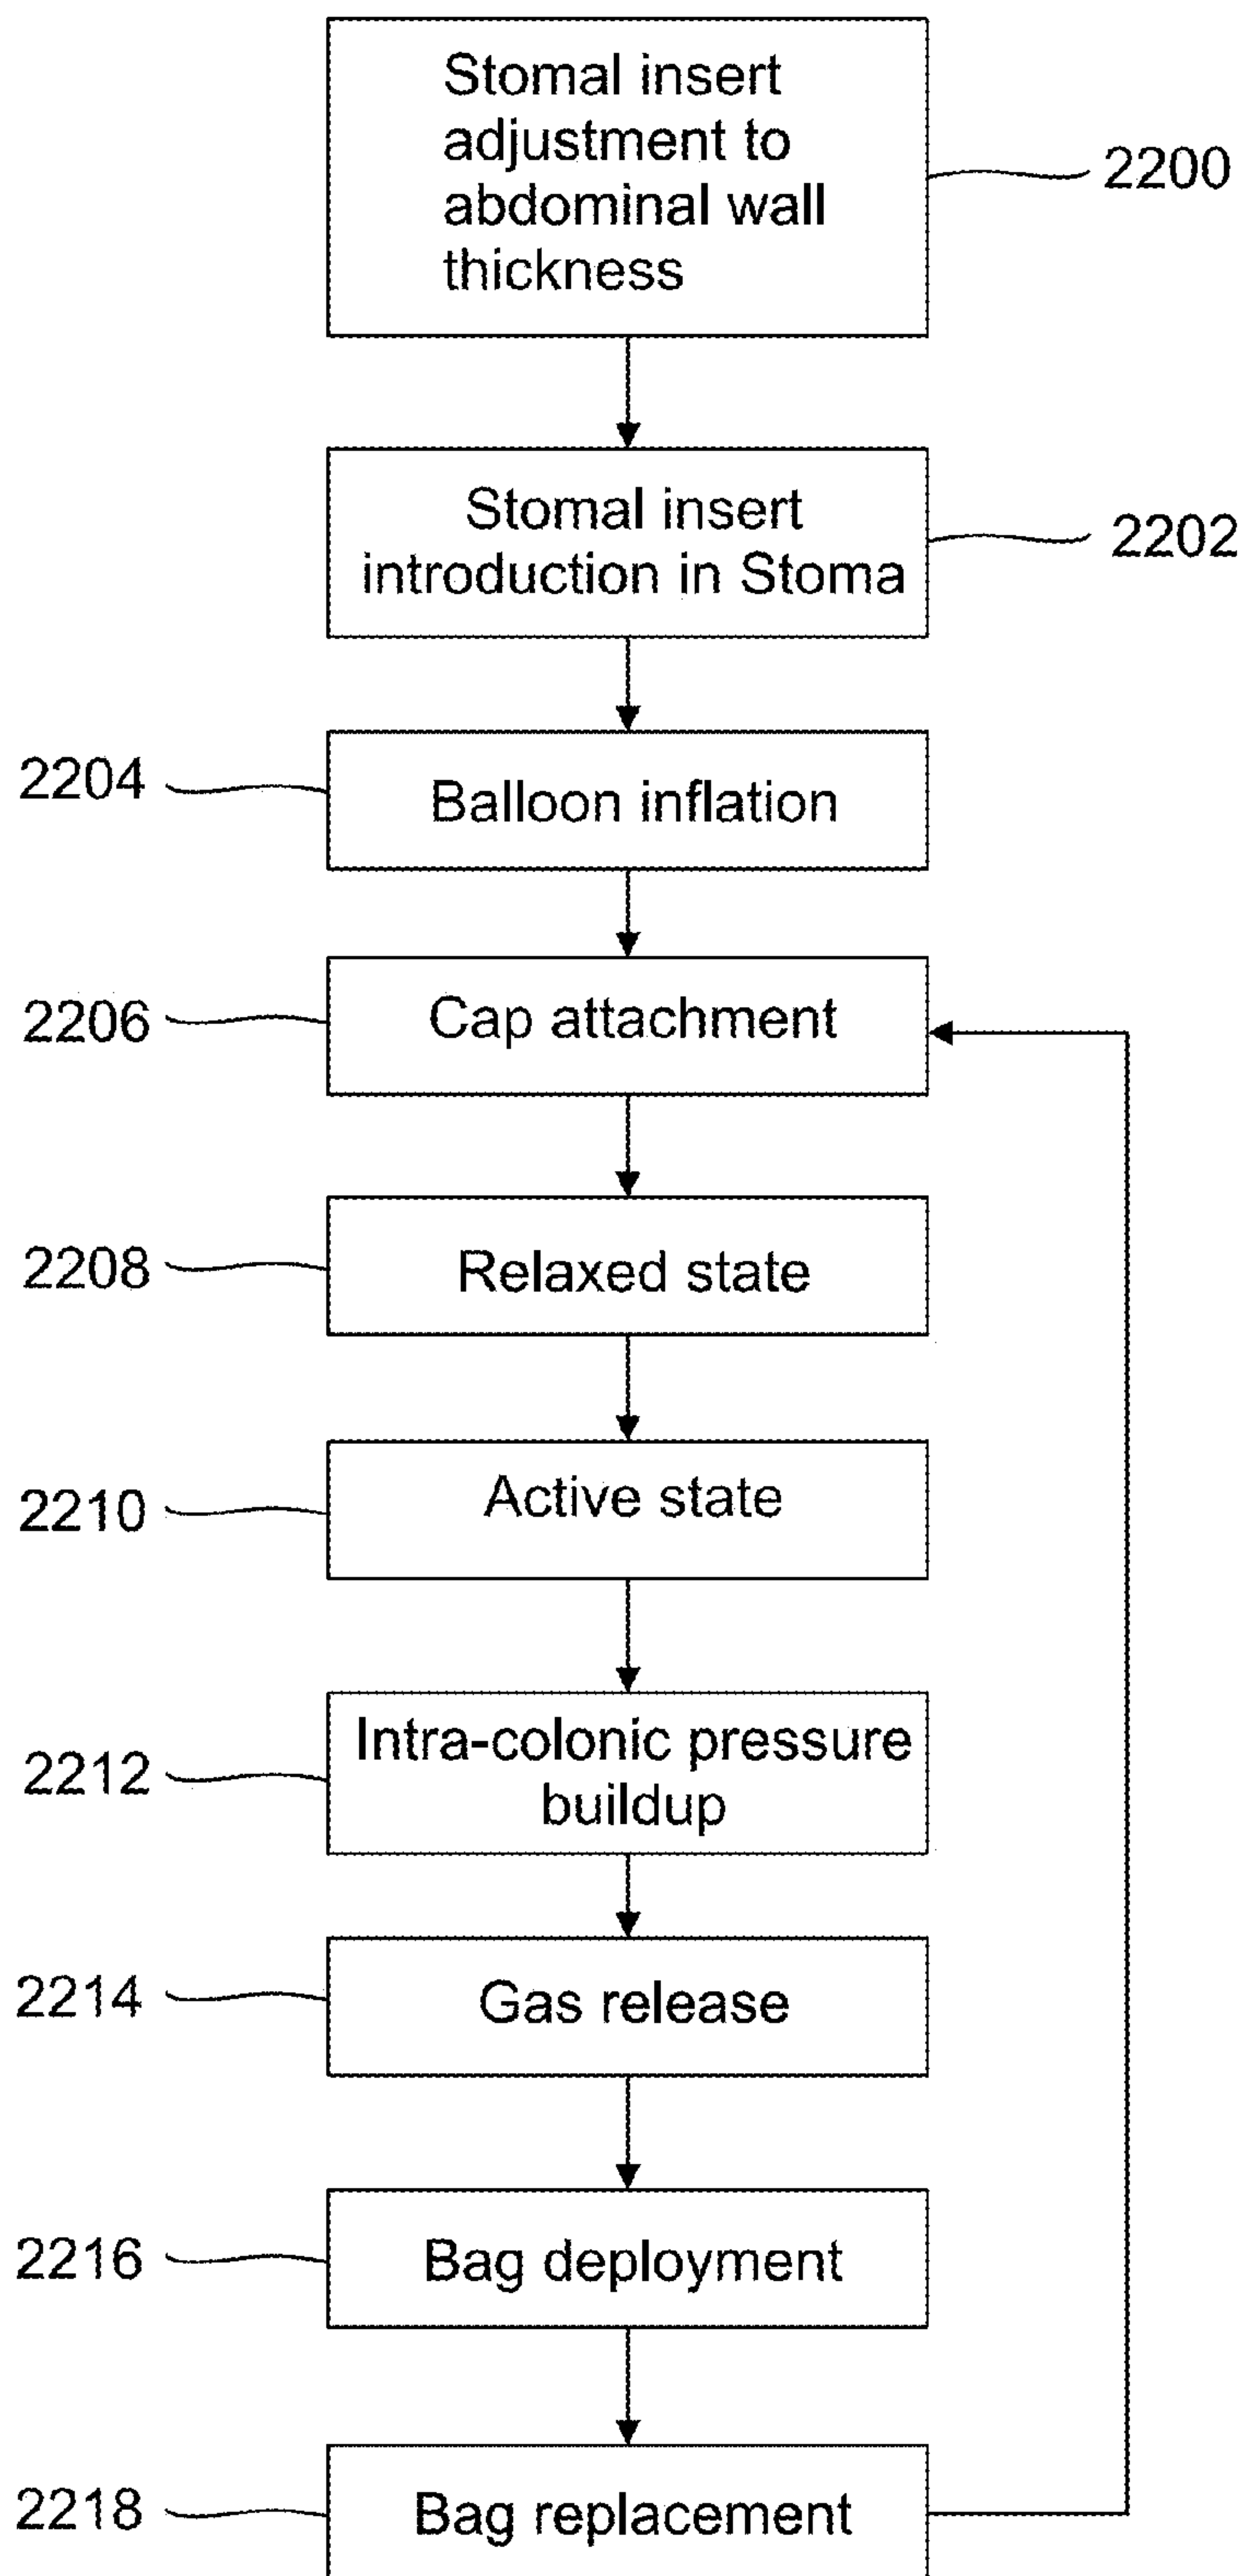 Stomal insert
adjustment to
abdominal wall
thickness
2200
Stomal insert
introduction in Stoma
2202
2204
Balloon inflation
2206
Cap attachment
2208
Relaxed state
2210
Active state
2212
Intra-colonic pressure
buildup
2214
Gas release
2216
Bag deployment
2218
Bag replacement